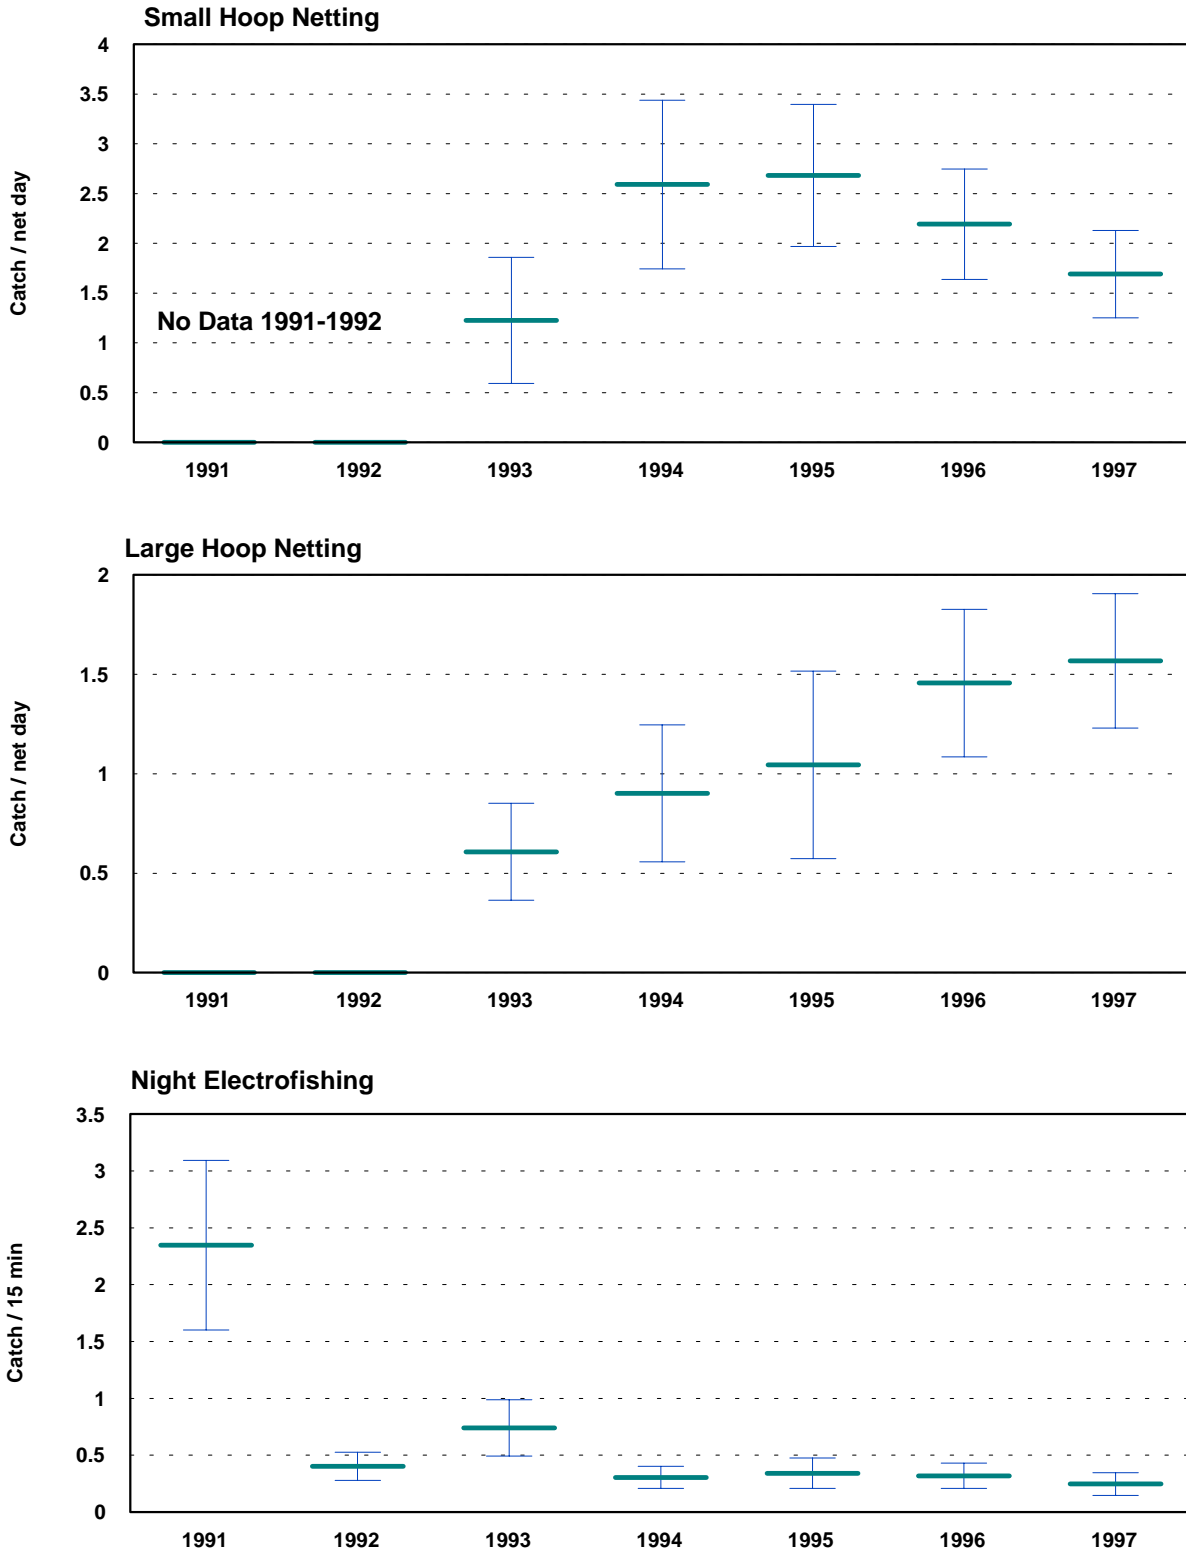 Small Hoop Netting
4
3.5
3
2.5
2
1.5
1
0.5
0
Catch / net day
No Data 1991-1992
1991 1992 1993 1994 1995 1996 1997
Large Hoop Netting
2
1.5
1
0.5
0
Catch / net day
1991 1992 1993 1994 1995 1996 1997
Night Electrofishing
3.5
3
2.5
2
1.5
1
0.5
0
Catch / 15 min
1991 1992 1993 1994 1995 1996 1997